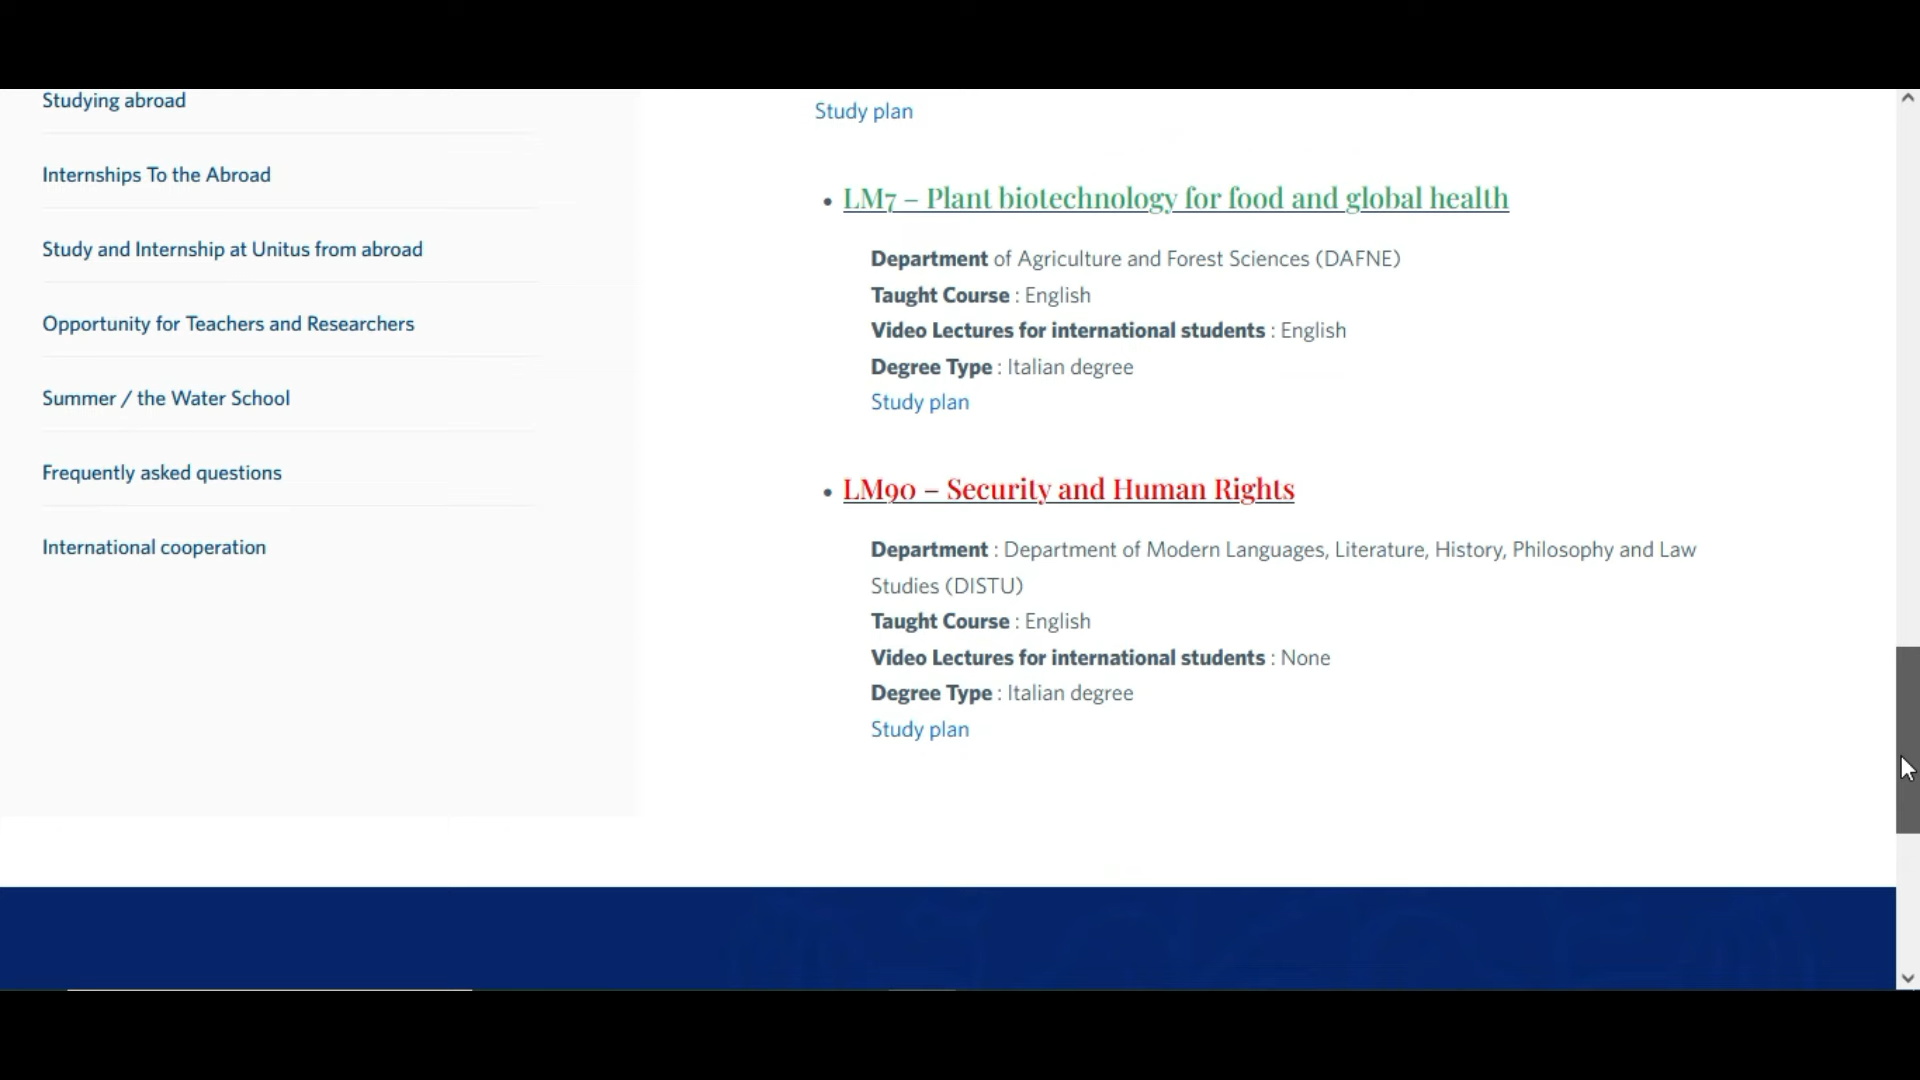 Studying abroad
Internships To the Abroad
Study and Internship at Unitus from abroad
Opportunity for Teachers and Researchers
Summer / the Water School
Frequently asked questions
International cooperation
Study plan
• LM7 – Plant biotechnology for food and global health
Department of Agriculture and Forest Sciences (DAFNE)
Taught Course : English
Video Lectures for international students : English
Degree Type : Italian degree
Study plan
• LM90 – Security and Human Rights
Department : Department of Modern Languages, Literature, History, Philosophy and Law
Studies (DISTU)
Taught Course : English
Video Lectures for international students : None
Degree Type : Italian degree
Study plan